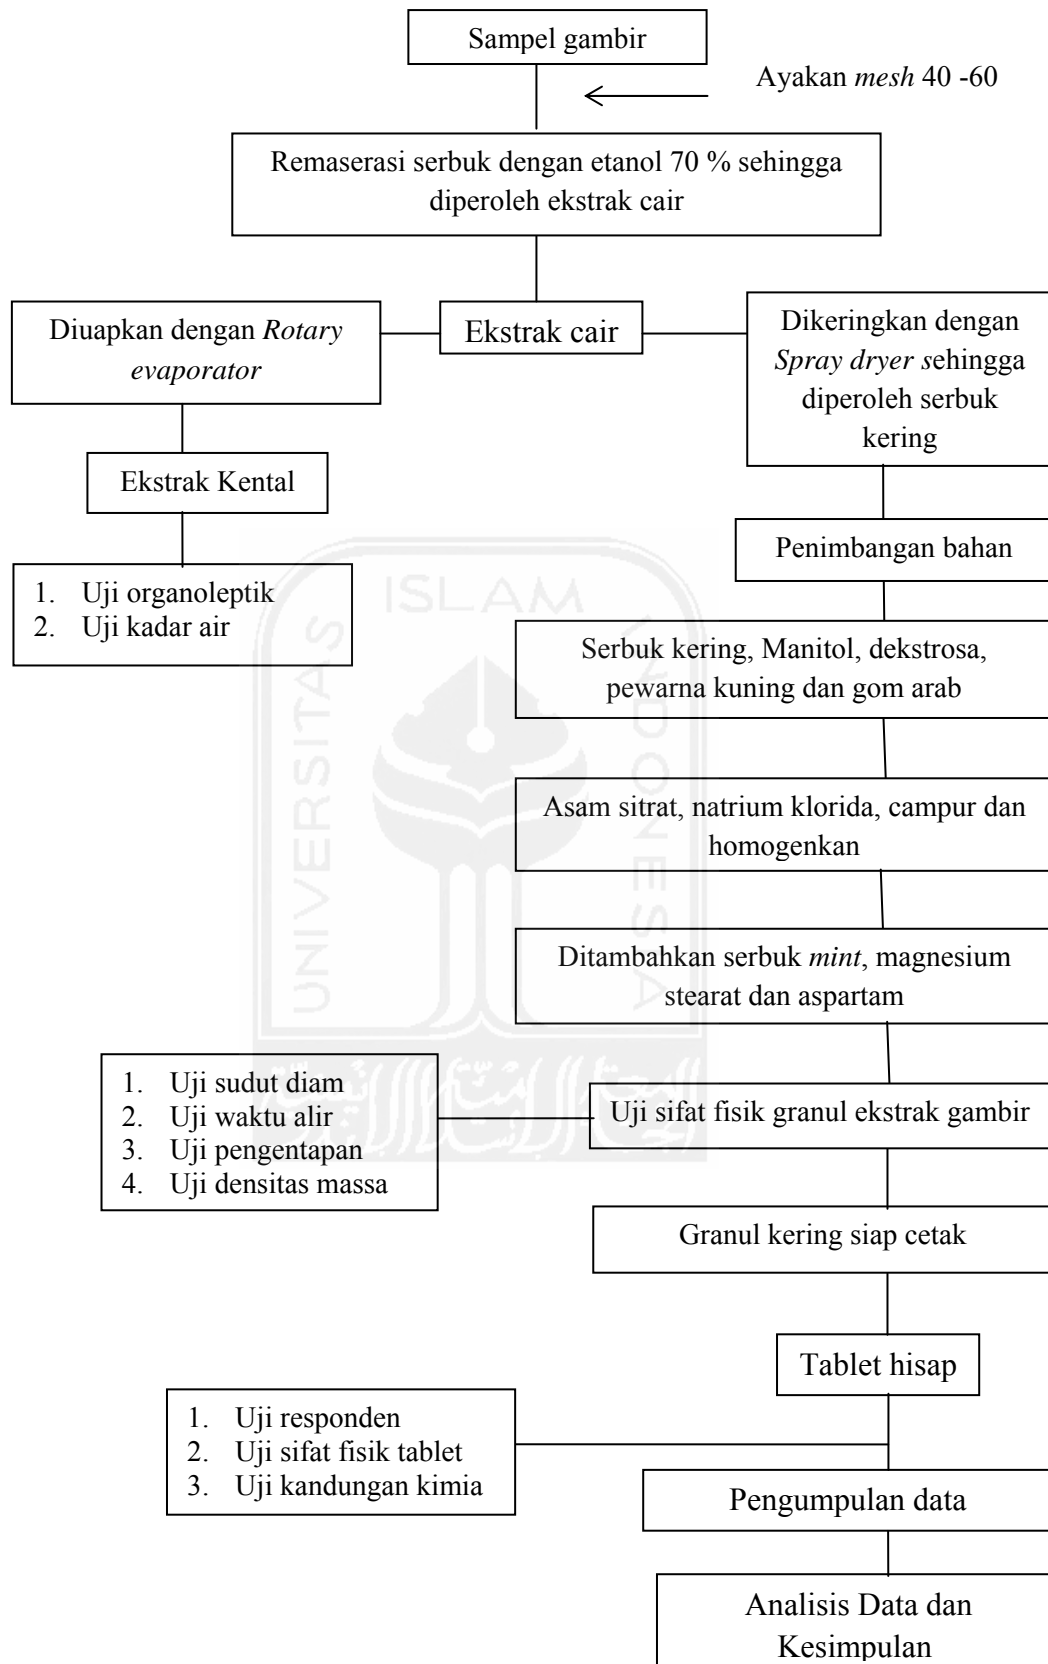 Sampel gambir
Ayakan mesh 40 -60
Remaserasi serbuk dengan etanol 70 % sehingga
diperoleh ekstrak cair
Diuapkan dengan Rotary
evaporator
Ekstrak cair
Dikeringkan dengan
Spray dryer sehingga
diperoleh serbuk
kering
Ekstrak Kental
Penimbangan bahan
1. Uji organoleptik
2. Uji kadar air
Serbuk kering, Manitol, dekstrosa,
pewarna kuning dan gom arab
Asam sitrat, natrium klorida, campur dan
homogenkan
Ditambahkan serbuk mint, magnesium
stearat dan aspartam
1. Uji sudut diam
2. Uji waktu alir
3. Uji pengentapan
4. Uji densitas massa
Uji sifat fisik granul ekstrak gambir
Granul kering siap cetak
Tablet hisap
1. Uji responden
2. Uji sifat fisik tablet
3. Uji kandungan kimia
Pengumpulan data
Analisis Data dan
Kesimpulan
UNIVERSITAS
ISLAM
INDONESIA